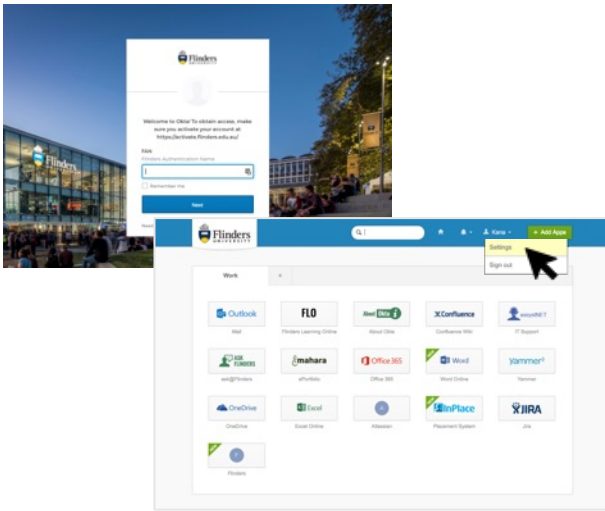 Flinders
UNIVERSITY
Welcome to Okta! To obtain access, make
sure you activate your account at
https://activate.flinders.edu.au/
FAN
Flinders Authentication Name
Remember me
Next
Need
Flinders
Flinders
UNIVERSITY
Kana
+ Add Apps
Settings
Sign out
Work
+
Outlook
FLO
About Okta i
Confluence
Mail
Flinders Learning Online
About Okta
Confluence Wiki
IT Support
ASK
FLINDERS
mahara
Office 365
Word
yammer
ask@Flinders
ePortfolio
Office 365
Word Online
Yammer
OneDrive
Excel
InPlace
JIRA
OneDrive
Excel Online
Atlassian
Placement System
Jira
Flinders